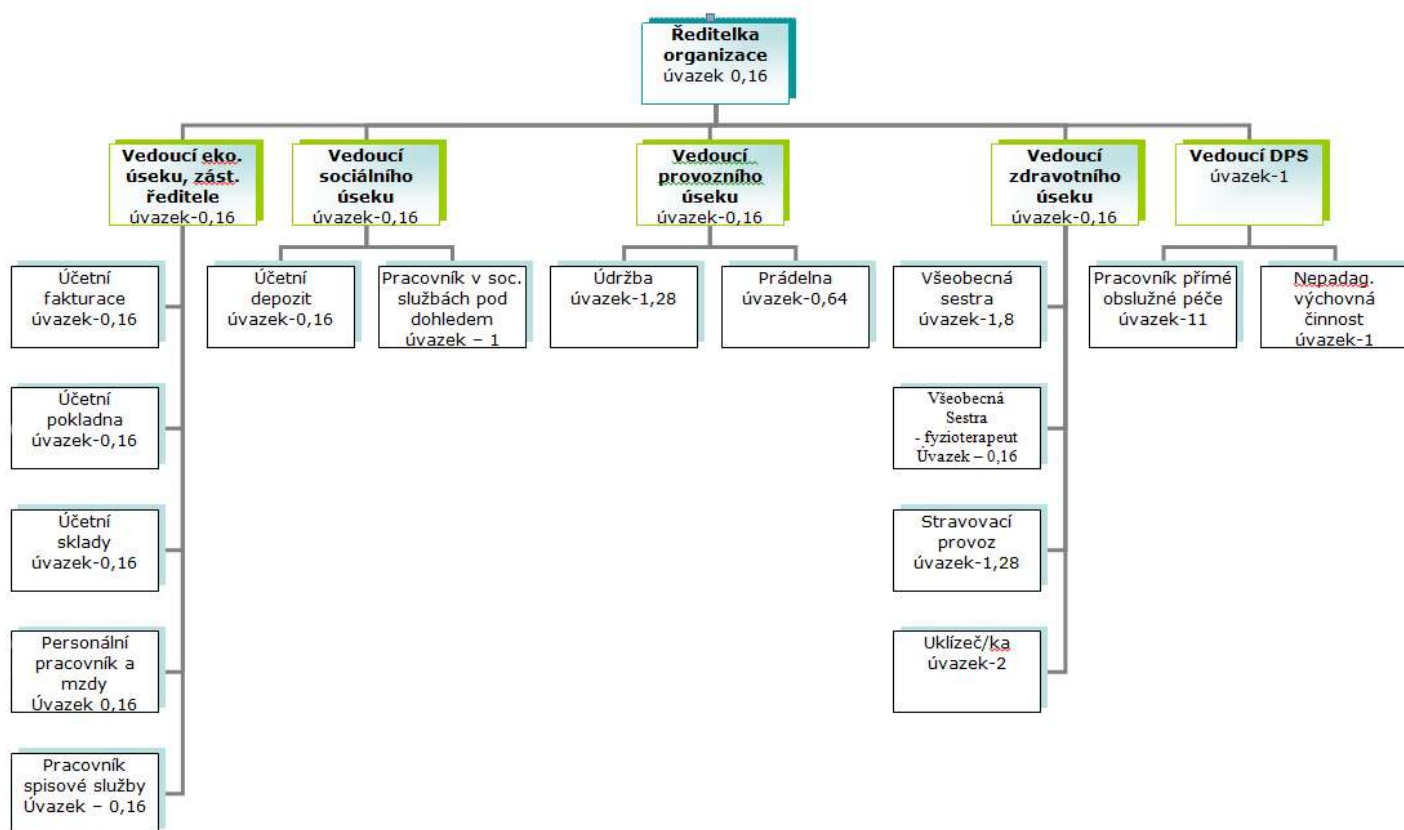 Ředitelka
organizace
úvazek 0,16
Vedoucí eko.
úseku, zást.
ředitele
úvazek-0,16
Vedoucí
sociálního
úseku
úvazek-0,16
Vedoucí
provozního
úseku
úvazek-0,16
Vedoucí
zdravotního
úseku
úvazek-0,16
Vedoucí DPS
úvazek-1
Účetní
fakturace
úvazek-0,16
Účetní
depozit
úvazek-0,16
Pracovník v soc.
službách pod
dohledem
úvazek – 1
Údržba
úvazek-1,28
Prádelna
úvazek-0,64
Všeobecná
sestra
úvazek-1,8
Pracovník přímé
obslužné péče
úvazek-11
Nepadag.
výchovná
činnost
úvazek-1
Účetní
pokladna
úvazek-0,16
Všeobecná
Sestra
- fyzioterapeut
Úvazek – 0,16
Účetní
sklady
úvazek-0,16
Stravovací
provoz
úvazek-1,28
Personální
pracovník a
mzdy
Úvazek 0,16
Uklízeč/ka
úvazek-2
Pracovník
spisové služby
Úvazek – 0,16